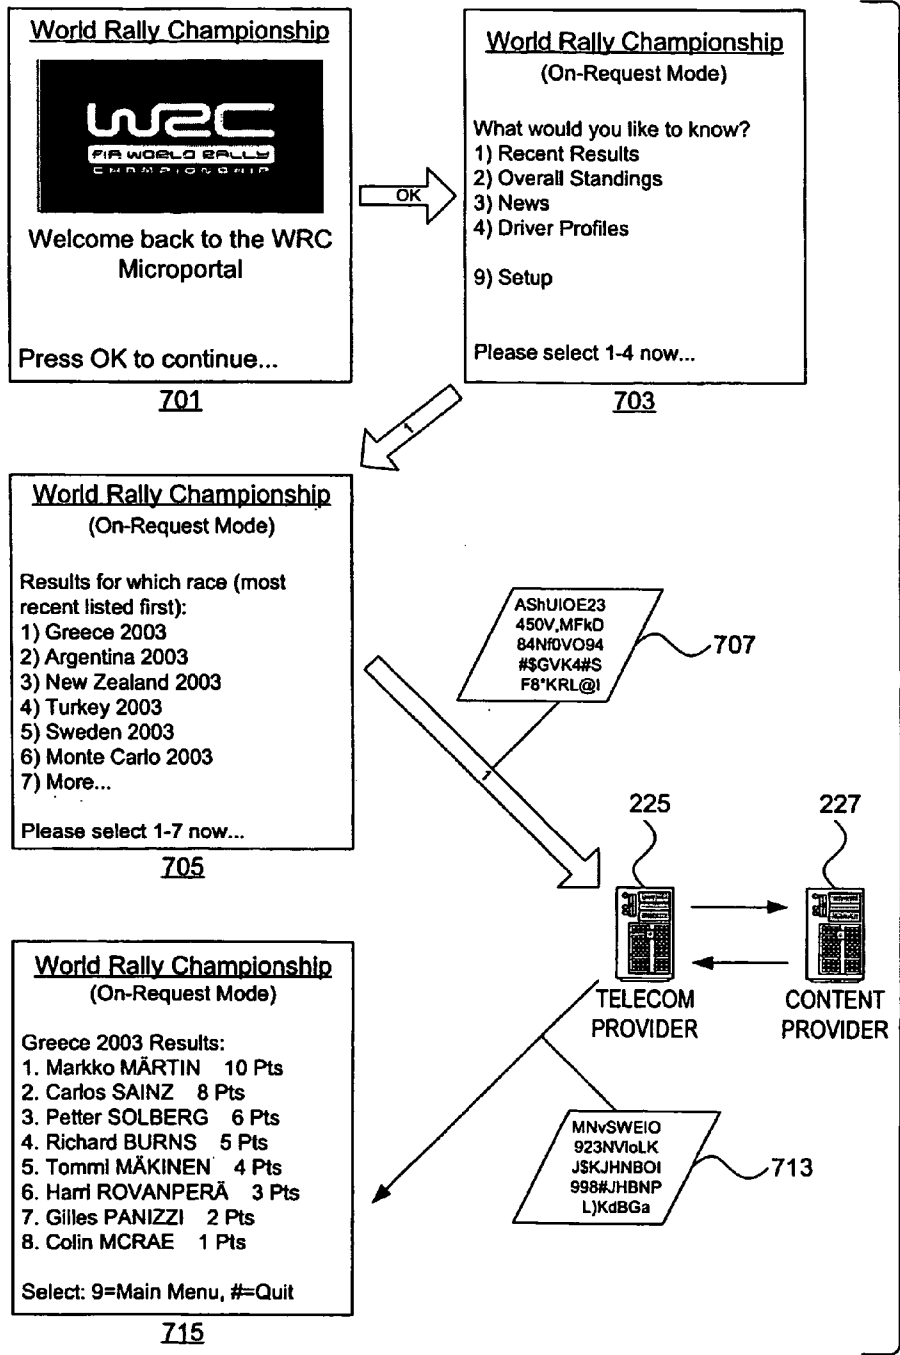 World Rally Championship
WRC
FIA WORLD RALLY
CHAMPIONSHIP
Welcome back to the WRC
Microportal
Press OK to continue...
701
OK
World Rally Championship
(On-Request Mode)
What would you like to know?
1) Recent Results
2) Overall Standings
3) News
4) Driver Profiles
9) Setup
Please select 1-4 now...
703
1
World Rally Championship
(On-Request Mode)
Results for which race (most
recent listed first):
1) Greece 2003
2) Argentina 2003
3) New Zealand 2003
4) Turkey 2003
5) Sweden 2003
6) Monte Carlo 2003
7) More...
Please select 1-7 now...
705
1
AShUIOE23
450V,MFkD
84Nf0VO94
#$GVK4#S
F8*KRL@I
707
225
227
TELECOM
PROVIDER
CONTENT
PROVIDER
World Rally Championship
(On-Request Mode)
Greece 2003 Results:
1. Markko MÄRTIN 10 Pts
2. Carlos SAINZ 8 Pts
3. Petter SOLBERG 6 Pts
4. Richard BURNS 5 Pts
5. Tommi MÄKINEN 4 Pts
6. Harri ROVANPERÄ 3 Pts
7. Gilles PANIZZI 2 Pts
8. Colin MCRAE 1 Pts
Select: 9=Main Menu, #=Quit
715
MNvSWEIO
923NVloLK
J$KJHNBOI
998#JHBNP
L)KdBGa
713